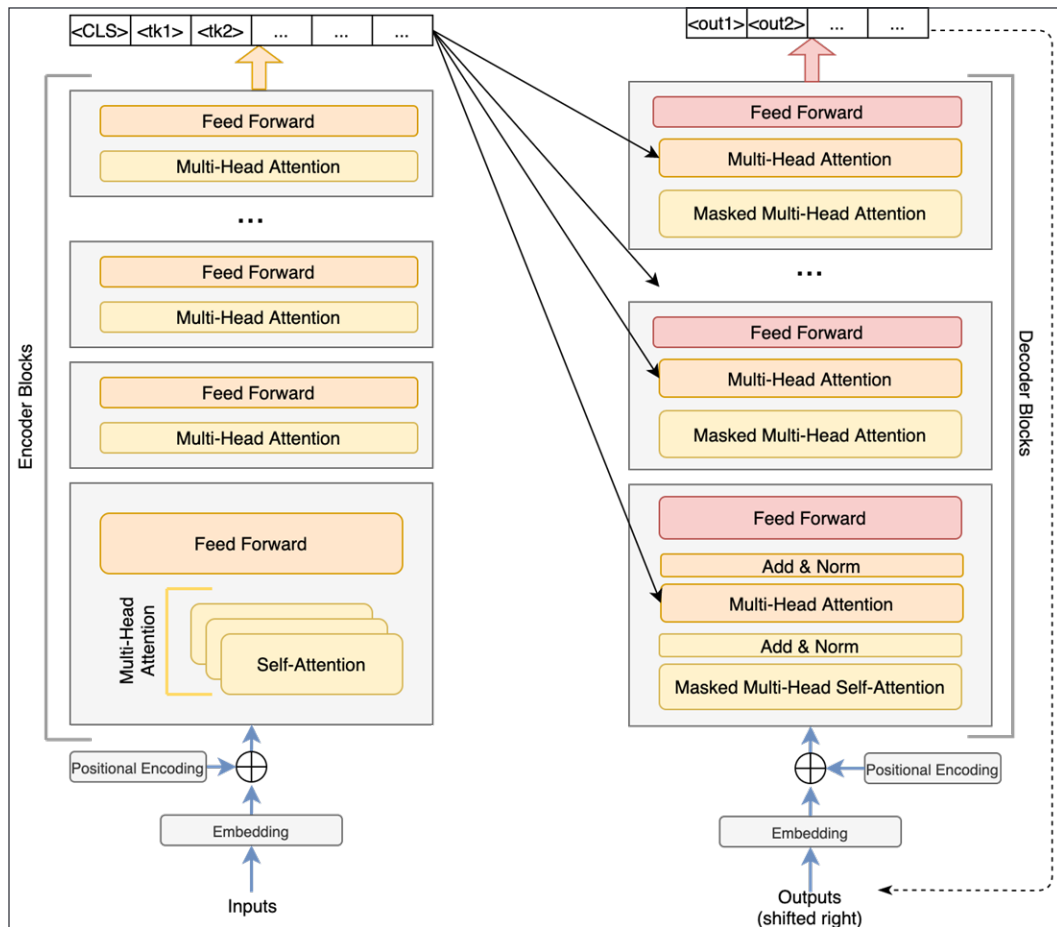 <CLS> <tk1> <tk2> ... ... ...
Feed Forward
Multi-Head Attention
...
Feed Forward
Multi-Head Attention
Feed Forward
Multi-Head Attention
Feed Forward
Multi-Head
Attention
Self-Attention
Encoder Blocks
Positional Encoding
Embedding
Inputs
<out1> <out2> ... ...
Feed Forward
Multi-Head Attention
Masked Multi-Head Attention
...
Feed Forward
Multi-Head Attention
Masked Multi-Head Attention
Feed Forward
Add & Norm
Multi-Head Attention
Add & Norm
Masked Multi-Head Self-Attention
Decoder Blocks
Positional Encoding
Embedding
Outputs
(shifted right)